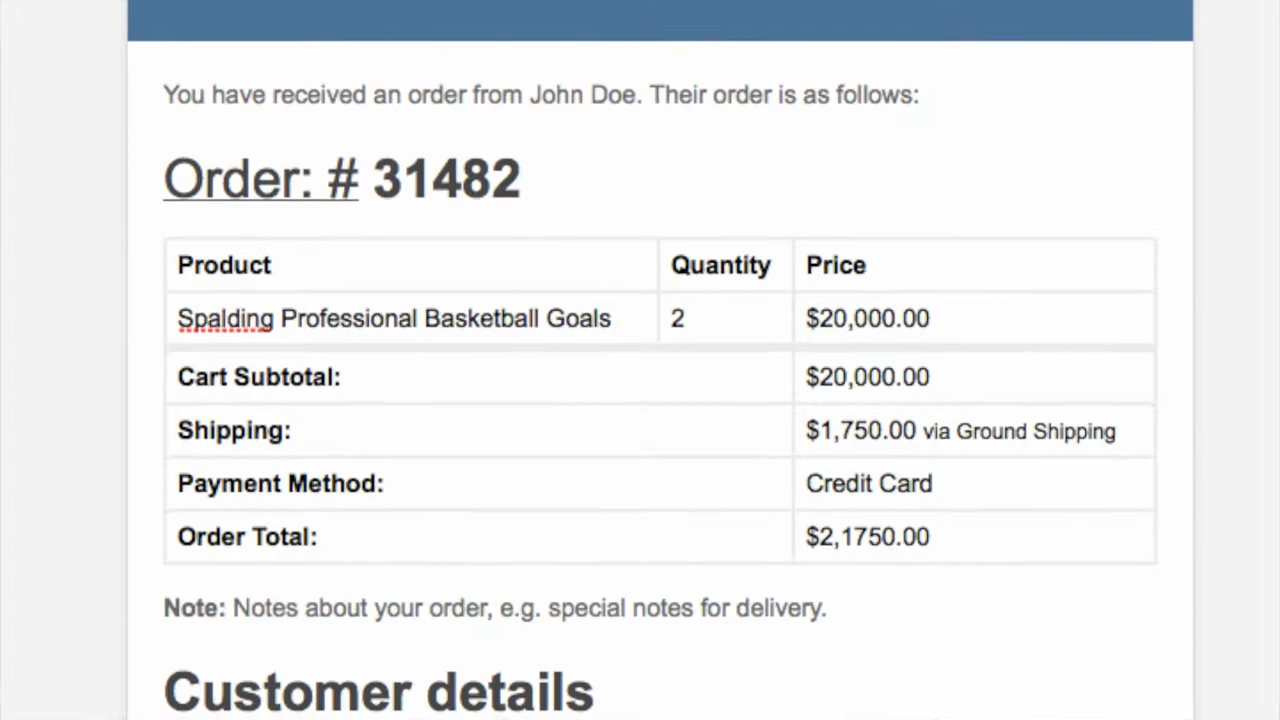 You have received an order from John Doe. Their order is as follows:
Order: # 31482
Product Quantity Price
Spalding Professional Basketball Goals 2 $20,000.00
Cart Subtotal: $20,000.00
Shipping: $1,750.00 via Ground Shipping
Payment Method: Credit Card
Order Total: $2,1750.00
Note: Notes about your order, e.g. special notes for delivery.
Customer details